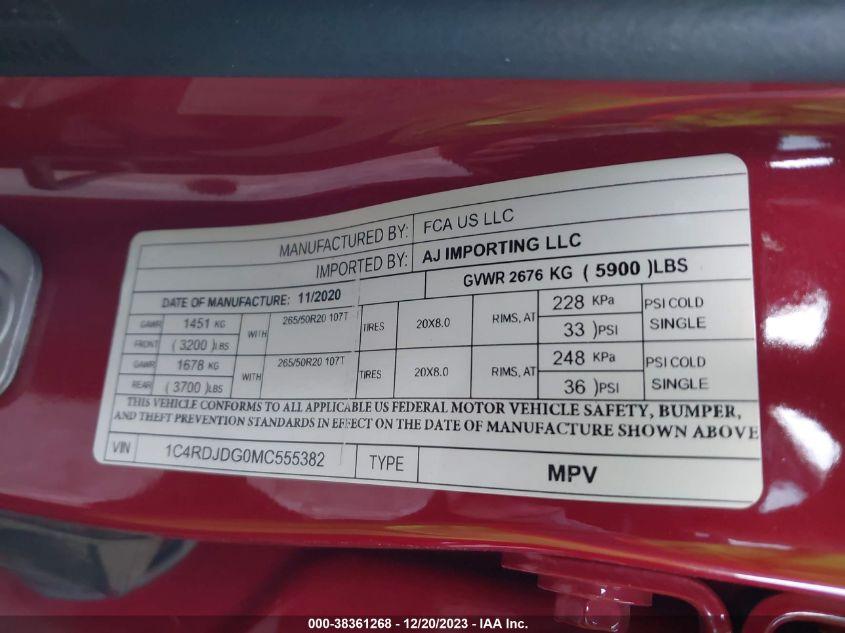 MANUFACTURED BY: FCA US LLC
IMPORTED BY: AJ IMPORTING LLC
DATE OF MANUFACTURE: 11/2020 GVWR 2676 KG ( 5900 )LBS
GAWR 1451 KG WITH 265/50R20 107T TIRES 20X8.0 RIMS, AT 228 KPa PSI COLD
FRONT ( 3200 )LBS 33 )PSI SINGLE
GAWR 1678 KG WITH 265/50R20 107T TIRES 20X8.0 RIMS, AT 248 KPa PSI COLD
REAR ( 3700 )LBS 36 )PSI SINGLE
THIS VEHICLE CONFORMS TO ALL APPLICABLE US FEDERAL MOTOR VEHICLE SAFETY, BUMPER,
AND THEFT PREVENTION STANDARDS IN EFFECT ON THE DATE OF MANUFACTURE SHOWN ABOVE
VIN 1C4RDJDG0MC555382 TYPE MPV
000-38361268 - 12/20/2023 - IAA Inc.